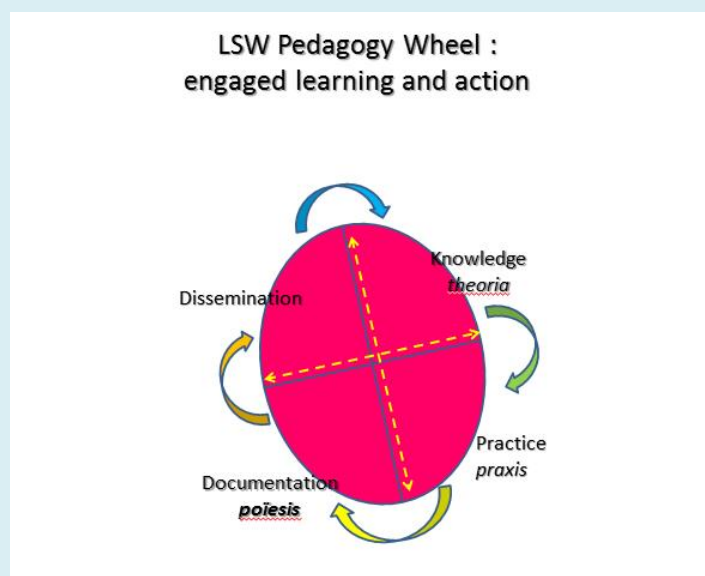 LSW Pedagogy Wheel :
engaged learning and action
Knowledge
theoria
Dissemination
Practice
praxis
Documentation
poïesis